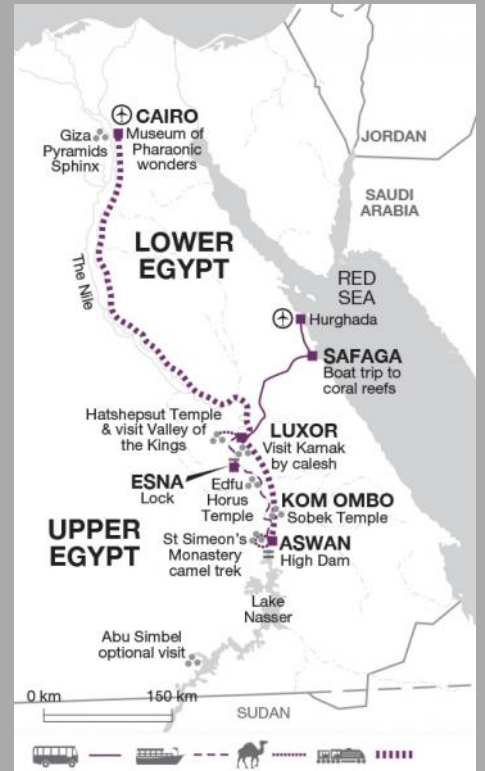 CAIRO
Museum of
Pharaonic
wonders
Giza
Pyramids
Sphinx
JORDAN
SAUDI
ARABIA
LOWER
EGYPT
The Nile
RED
SEA
Hurghada
SAFAGA
Boat trip to
coral reefs
Hatshepsut Temple
& visit Valley of
the Kings
LUXOR
Visit Karnak
by calesh
ESNA
Lock
Edfu
Horus
Temple
KOM OMBO
Sobek Temple
UPPER
EGYPT
St Simeon's
Monastery
camel trek
ASWAN
High Dam
Lake
Nasser
Abu Simbel
optional visit
0 km
150 km
SUDAN